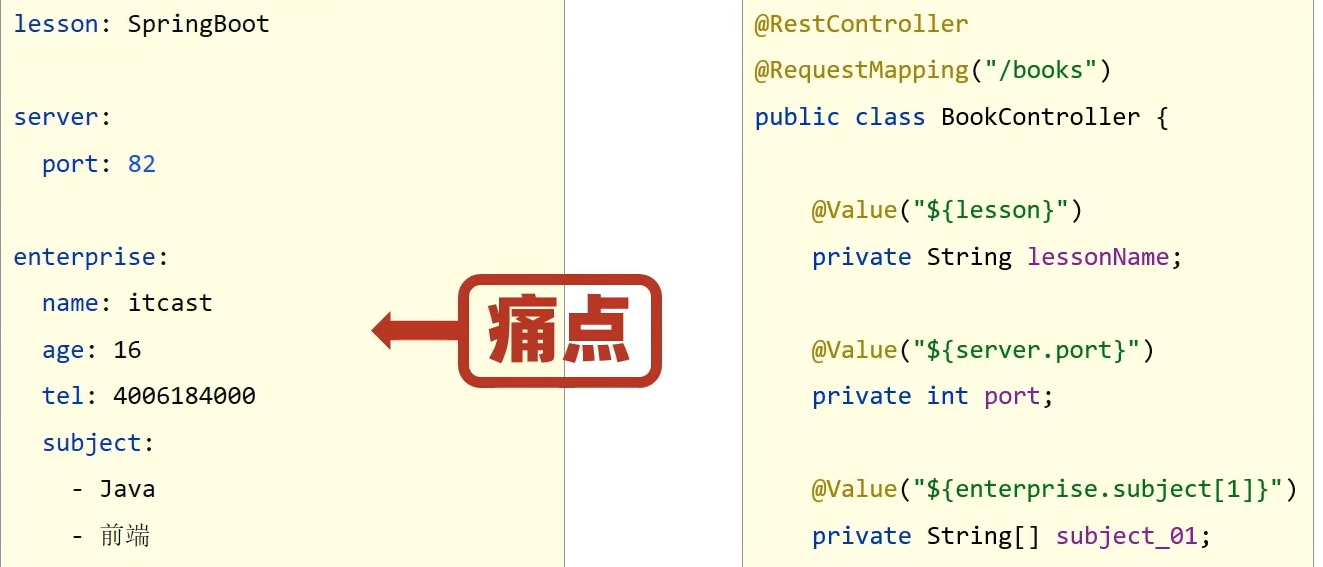 lesson: SpringBoot
server:
  port: 82
enterprise:
  name: itcast
  age: 16
  tel: 4006184000
  subject:
    - Java
    - 前端
痛点
@RestController
@RequestMapping("/books")
public class BookController {
    @Value("${lesson}")
    private String lessonName;
    @Value("${server.port}")
    private int port;
    @Value("${enterprise.subject[1]}")
    private String[] subject_01;